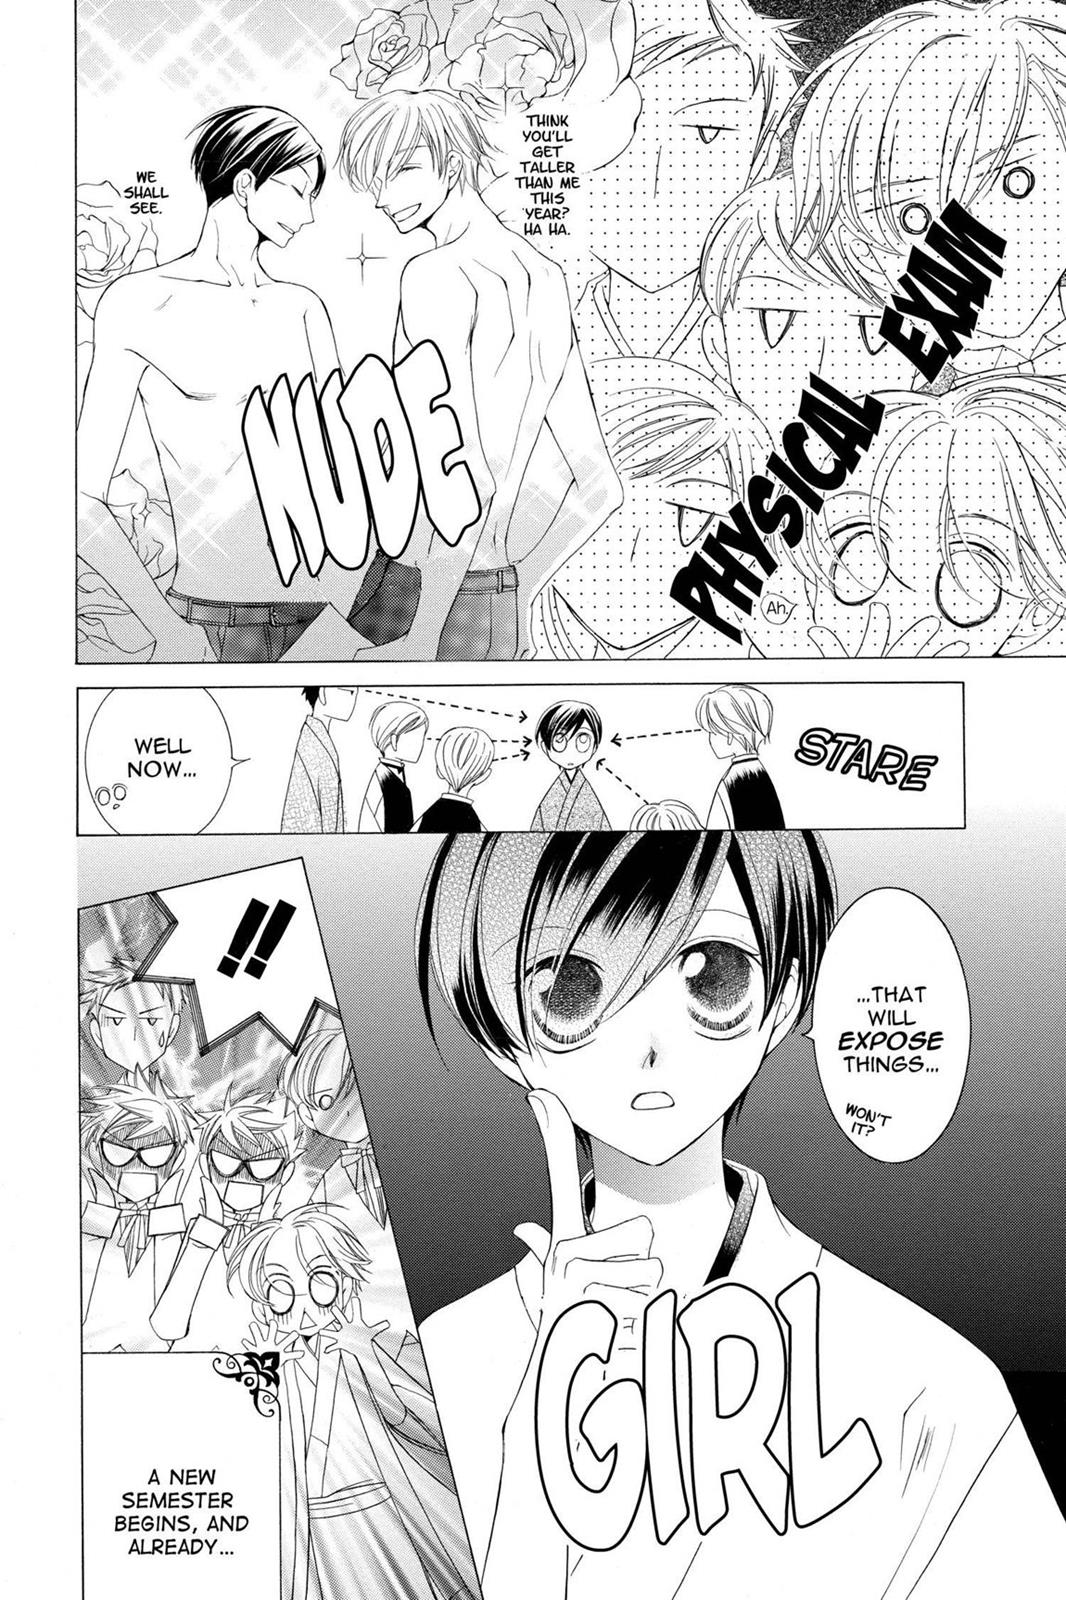 PHYSICAL EXAM
Ah,
THINK
YOU'LL
GET
TALLER
THAN ME
THIS
YEAR?
HA HA.
WE
SHALL
SEE.
NUDE
STARE
WELL
NOW...
...THAT
WILL
EXPOSE
THINGS...
WON'T
IT?
GIRL
!!
A NEW
SEMESTER
BEGINS, AND
ALREADY...